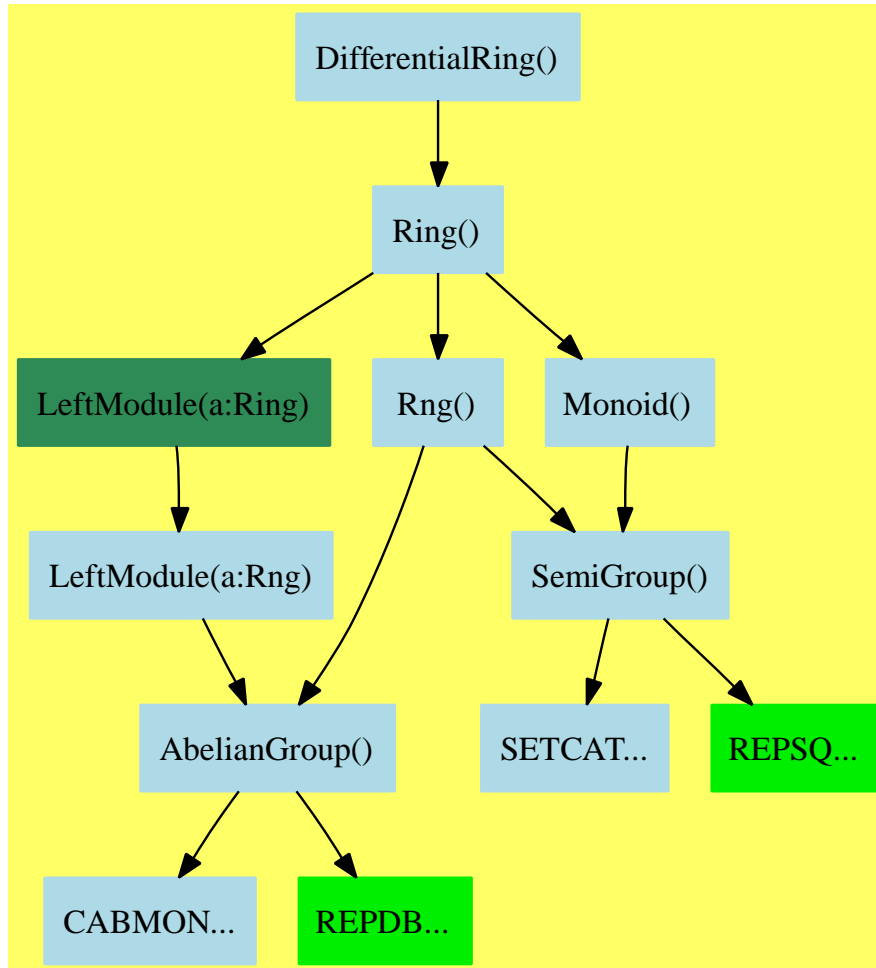 DifferentialRing()
Ring()
LeftModule(a:Ring)
Rng()
Monoid()
LeftModule(a:Rng)
SemiGroup()
AbelianGroup()
SETCAT...
REPSQ...
CABMON...
REPDB...